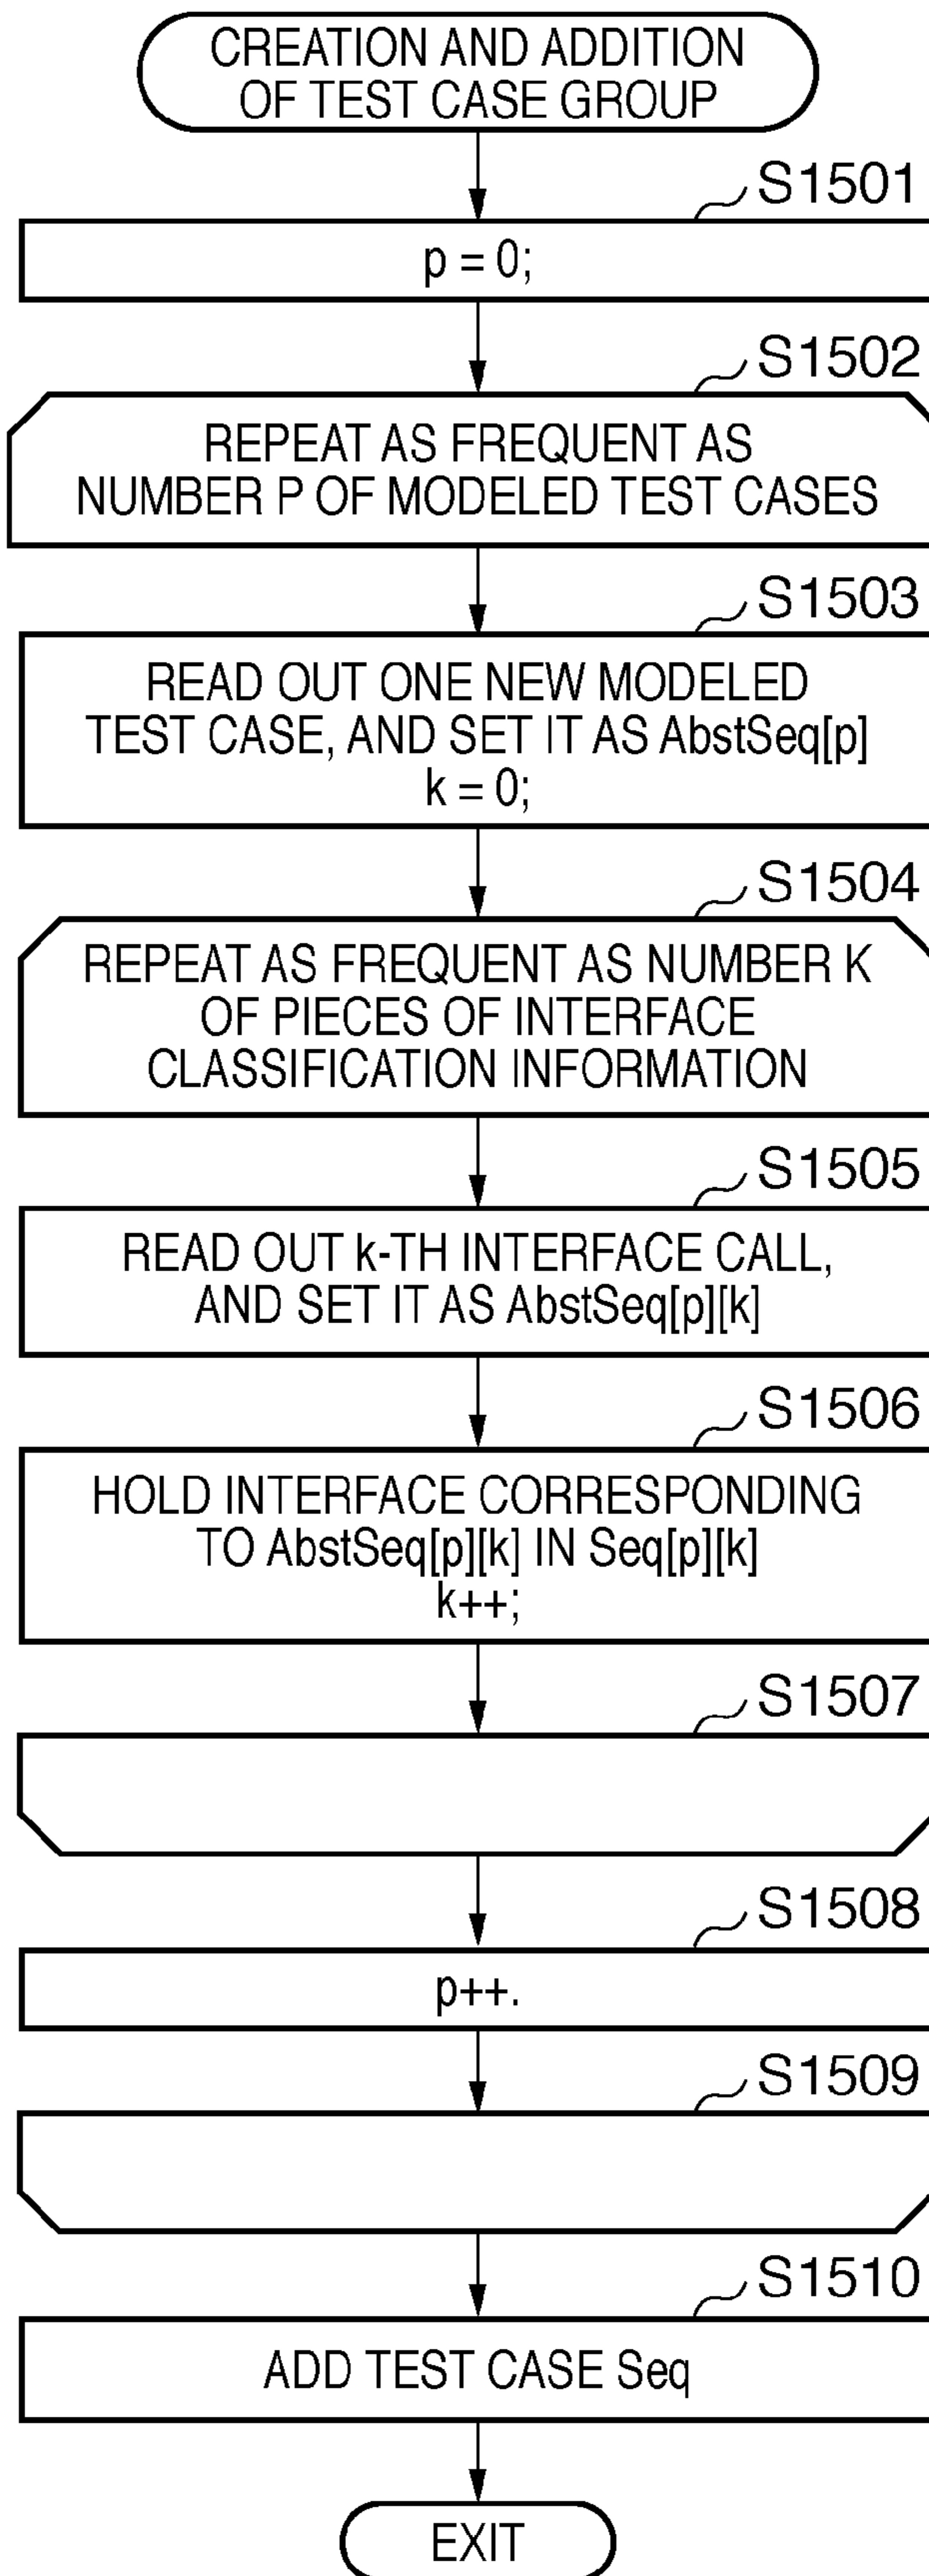 CREATION AND ADDITION
OF TEST CASE GROUP
S1501
p = 0;
S1502
REPEAT AS FREQUENT AS
NUMBER P OF MODELED TEST CASES
S1503
READ OUT ONE NEW MODELED
TEST CASE, AND SET IT AS AbstSeq[p]
k = 0;
S1504
REPEAT AS FREQUENT AS NUMBER K
OF PIECES OF INTERFACE
CLASSIFICATION INFORMATION
S1505
READ OUT k-TH INTERFACE CALL,
AND SET IT AS AbstSeq[p][k]
S1506
HOLD INTERFACE CORRESPONDING
TO AbstSeq[p][k] IN Seq[p][k]
k++;
S1507
S1508
p++.
S1509
S1510
ADD TEST CASE Seq
EXIT